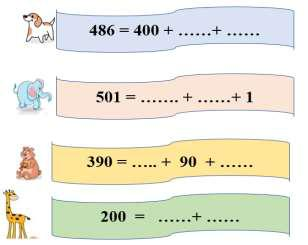 486 = 400 + ......+ ......
501 = ....... + ......+ 1
390 = ..... + 90 + ......
200 = ......+ ......